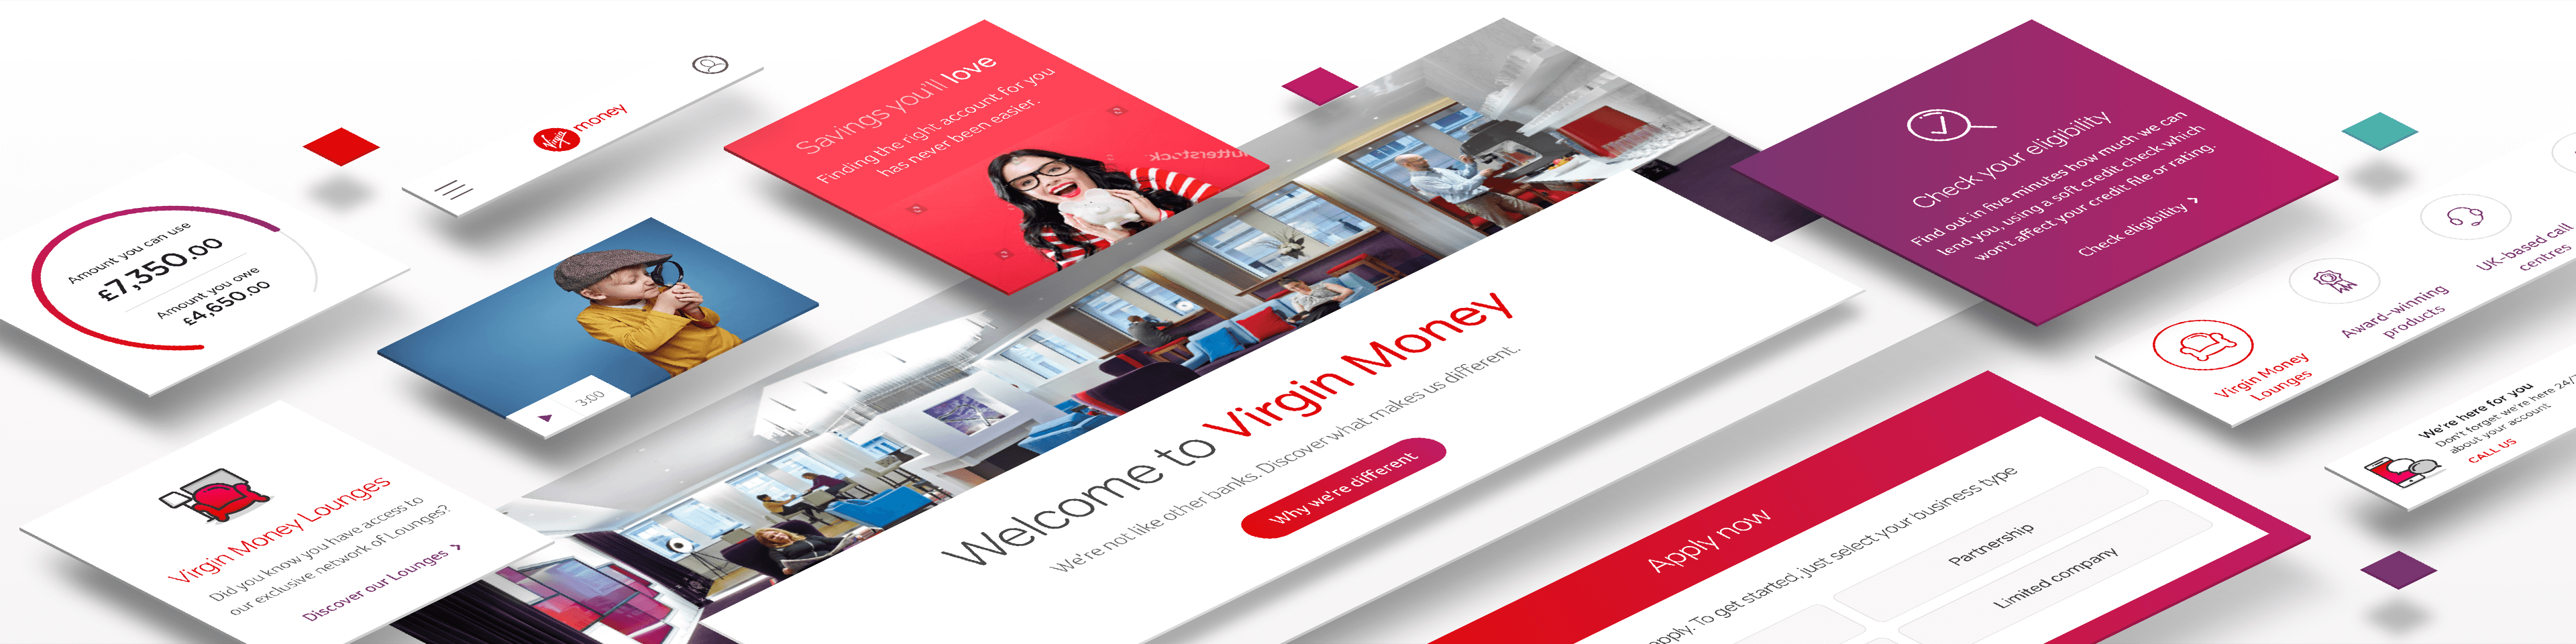 Amount you can use
£7,350.00
Amount you owe
£4,650.00
Virgin money
3:00
Virgin Money Lounges
Did you know you have access to
our exclusive network of Lounges?
Discover our Lounges
Savings you'll love
Finding the right account for you
has never been easier.
Welcome to Virgin Money
We're not like other banks. Discover what makes us different.
Why we're different
Check your eligibility
Find out in five minutes how much we can
lend you, using a soft credit check which
won't affect your credit file or rating.
Check eligibility
Apply now
To get started, just select your business type
Partnership
Limited company
Virgin Money
Lounges
Award-winning
products
UK-based call
centres
We're here for you
Don't forget we're here
about your account
CALL US